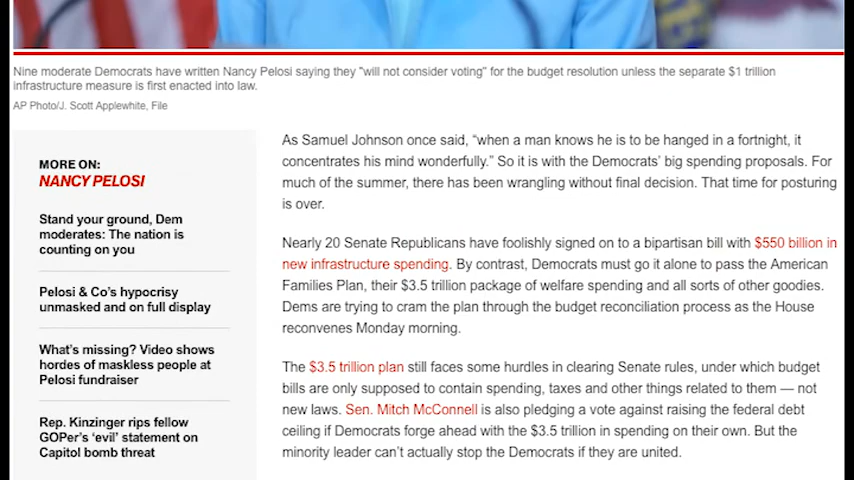 Nine moderate Democrats have written Nancy Pelosi saying they "will not consider voting" for the budget resolution unless the separate $1 trillion
infrastructure measure is first enacted into law.
AP Photo/J. Scott Applewhite, File
MORE ON:
NANCY PELOSI
Stand your ground, Dem
moderates: The nation is
counting on you
Pelosi & Co’s hypocrisy
unmasked and on full display
What’s missing? Video shows
hordes of maskless people at
Pelosi fundraiser
Rep. Kinzinger rips fellow
GOPer’s ‘evil’ statement on
Capitol bomb threat
As Samuel Johnson once said, “when a man knows he is to be hanged in a fortnight, it
concentrates his mind wonderfully.” So it is with the Democrats’ big spending proposals. For
much of the summer, there has been wrangling without final decision. That time for posturing
is over.
Nearly 20 Senate Republicans have foolishly signed on to a bipartisan bill with $550 billion in
new infrastructure spending. By contrast, Democrats must go it alone to pass the American
Families Plan, their $3.5 trillion package of welfare spending and all sorts of other goodies.
Dems are trying to cram the plan through the budget reconciliation process as the House
reconvenes Monday morning.
The $3.5 trillion plan still faces some hurdles in clearing Senate rules, under which budget
bills are only supposed to contain spending, taxes and other things related to them — not
new laws. Sen. Mitch McConnell is also pledging a vote against raising the federal debt
ceiling if Democrats forge ahead with the $3.5 trillion in spending on their own. But the
minority leader can’t actually stop the Democrats if they are united.